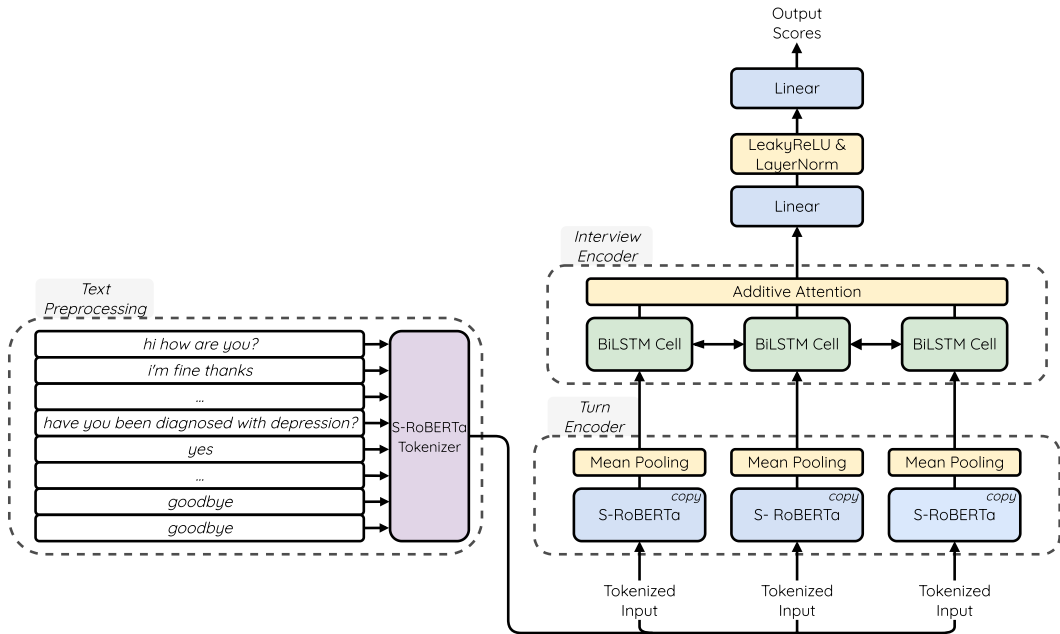 Output
Scores
Linear
LeakyReLU &
LayerNorm
Linear
Interview
Encoder
Additive Attention
BiLSTM Cell
BiLSTM Cell
BiLSTM Cell
Text
Preprocessing
hi how are you?
i'm fine thanks
...
have you been diagnosed with depression?
yes
...
goodbye
goodbye
S-RoBERTa
Tokenizer
Turn
Encoder
Mean Pooling
Mean Pooling
Mean Pooling
copy
S-RoBERTa
copy
S- RoBERTa
copy
S-RoBERTa
Tokenized
Input
Tokenized
Input
Tokenized
Input